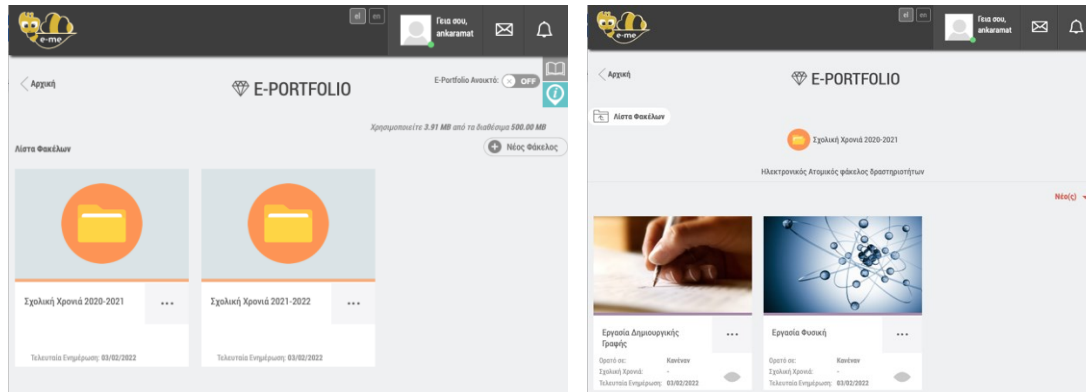 e-me
el en
Γεια σου,
ankaramat
Αρχική
E-PORTFOLIO
E-Portfolio Ανοικτό: OFF
Χρησιμοποιείτε 3.91 MB από τα διαθέσιμα 500.00 MB
Λίστα Φακέλων
Νέος Φάκελος
Σχολική Χρονιά 2020-2021
...
Τελευταία Ενημέρωση: 03/02/2022
Σχολική Χρονιά 2021-2022
...
Τελευταία Ενημέρωση: 03/02/2022
e-me
el en
Γεια σου,
ankaramat
Αρχική
E-PORTFOLIO
Λίστα Φακέλων
Σχολική Χρονιά 2020-2021
Ηλεκτρονικός Ατομικός φάκελος δραστηριοτήτων
Νέο(ς)
Εργασία Δημιουργικής
Γραφής
...
Ορατό σε: Κανέναν
Σχολική Χρονιά: -
Τελευταία Ενημέρωση: 03/02/2022
Εργασία Φυσική
...
Ορατό σε: Κανέναν
Σχολική Χρονιά: -
Τελευταία Ενημέρωση: 03/02/2022